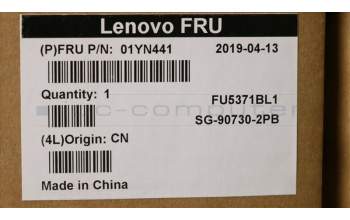 Lenovo FRU
(P)FRU P/N: 01YN441 2019-04-13
Quantity: 1 FU5371BL1
SG-90730-2PB
(4L)Origin: CN
Made in China